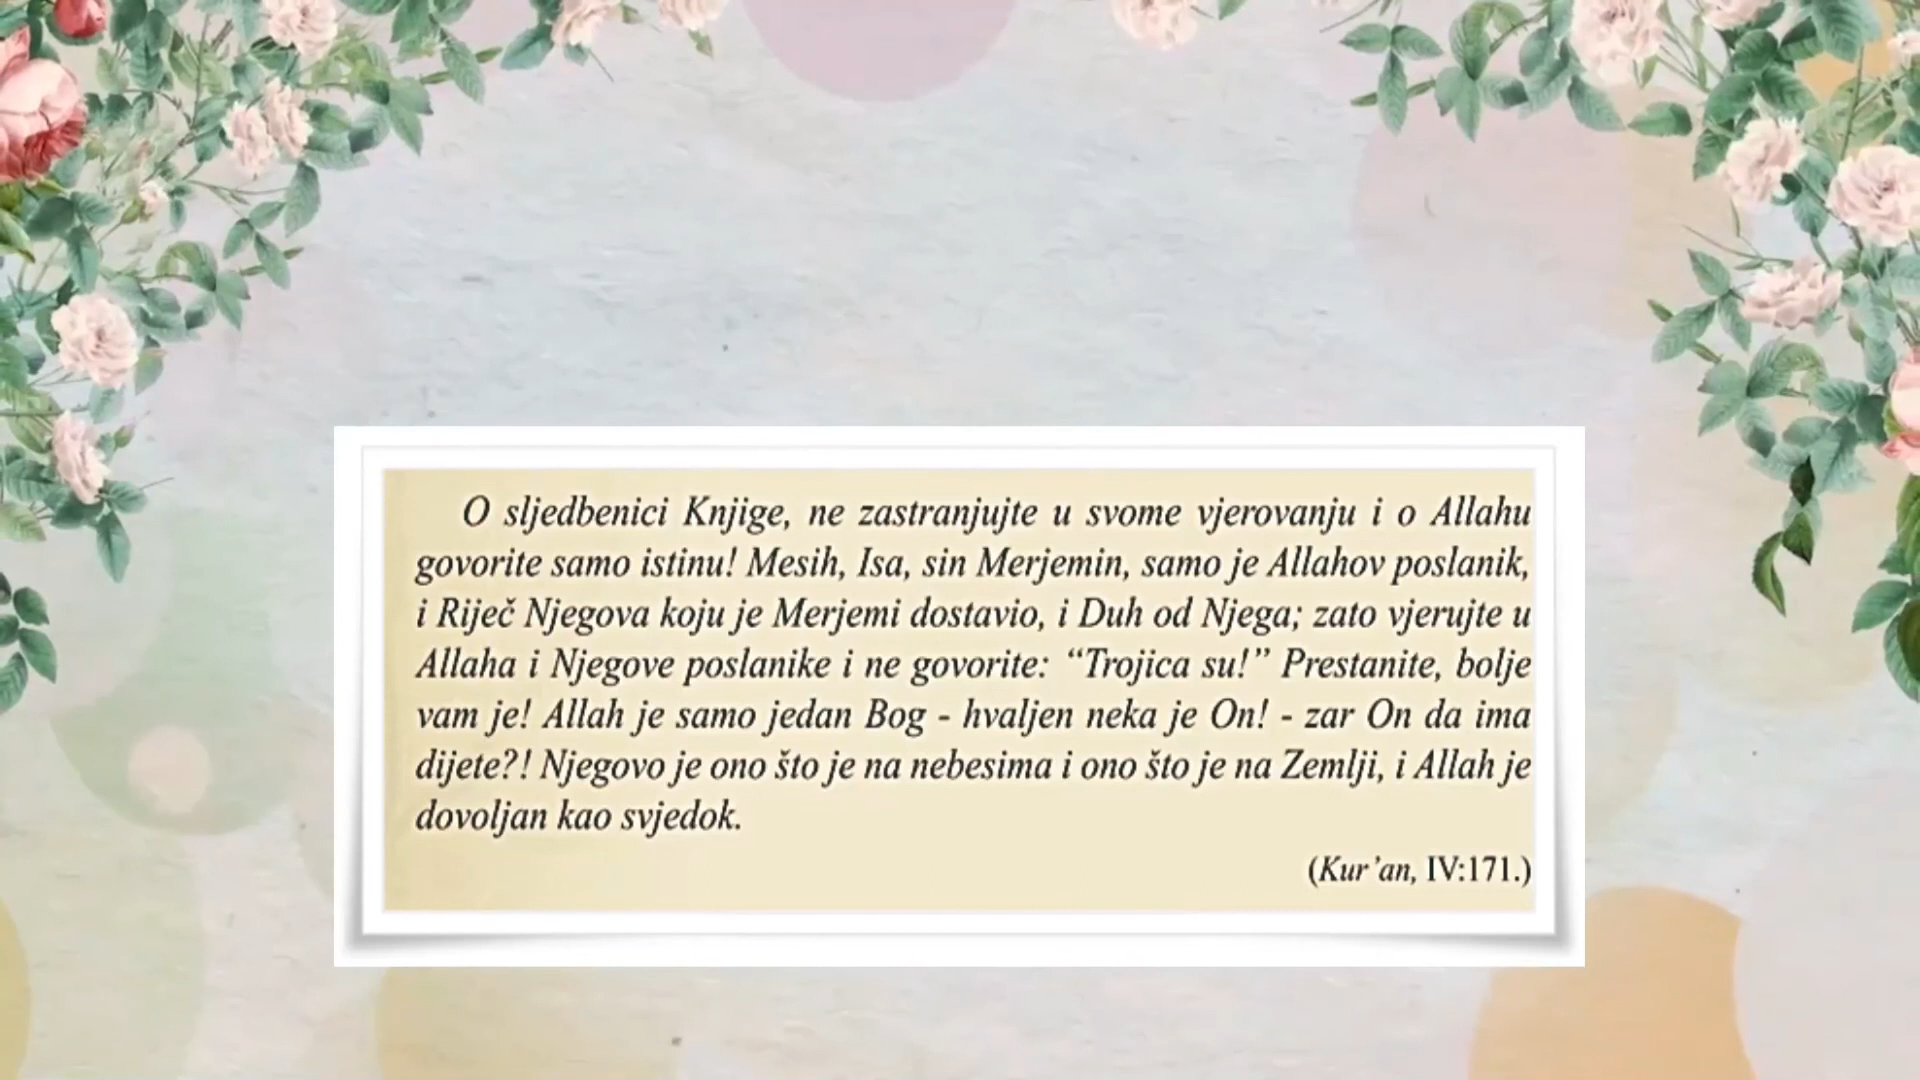 O sljedbenici Knjige, ne zastranjujte u svome vjerovanju i o Allahu
govorite samo istinu! Mesih, Isa, sin Merjemin, samo je Allahov poslanik,
i Riječ Njegova koju je Merjemi dostavio, i Duh od Njega; zato vjerujte u
Allaha i Njegove poslanike i ne govorite: “Trojica su!” Prestanite, bolje
vam je! Allah je samo jedan Bog - hvaljen neka je On! - zar On da ima
dijete?! Njegovo je ono što je na nebesima i ono što je na Zemlji, i Allah je
dovoljan kao svjedok.
(Kur’an, IV:171.)